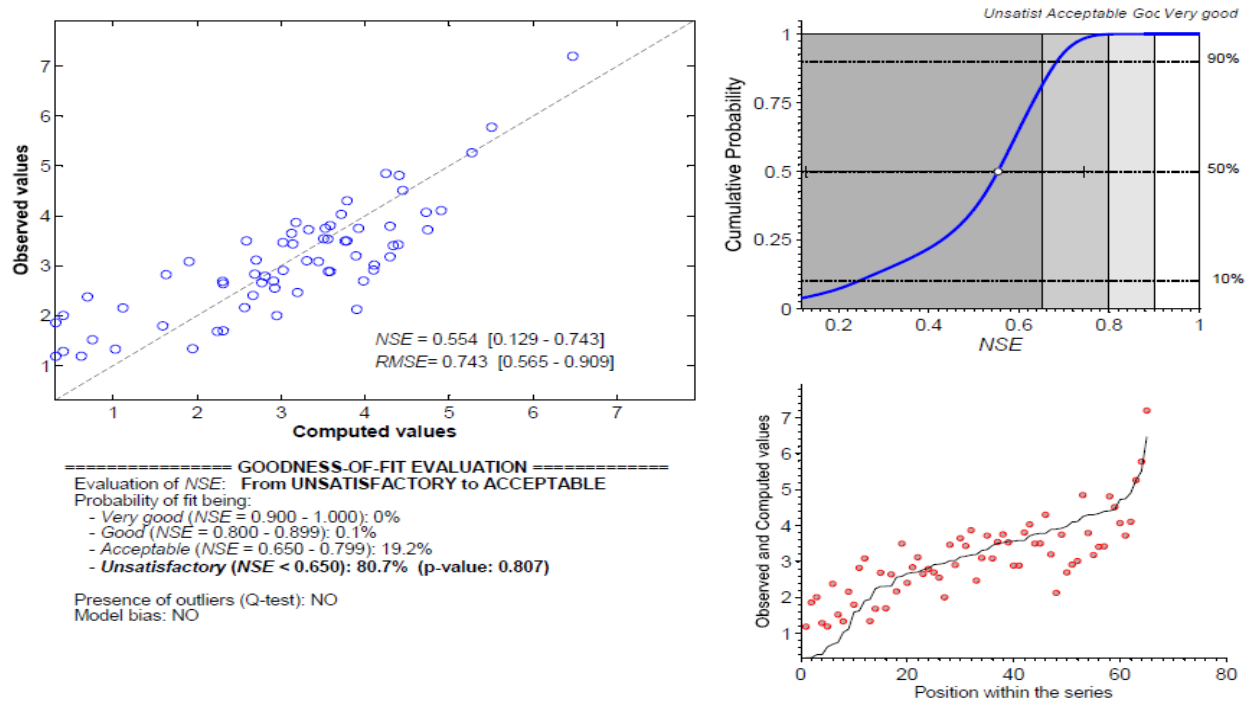 Observed values
7
6
5
4
3
2
1
NSE = 0.554 [0.129 - 0.743]
RMSE= 0.743 [0.565 - 0.909]
1 2 3 4 5 6 7
Computed values
Unsatisf Acceptable Goc Very good
Cumulative Probability
1
0.75
0.5
0.25
0
90%
50%
10%
0.2 0.4 0.6 0.8 1
NSE
================ GOODNESS-OF-FIT EVALUATION =============
Evaluation of NSE: From UNSATISFACTORY to ACCEPTABLE
Probability of fit being:
- Very good (NSE = 0.900 - 1.000): 0%
- Good (NSE = 0.800 - 0.899): 0.1%
- Acceptable (NSE = 0.650 - 0.799): 19.2%
- Unsatisfactory (NSE < 0.650): 80.7% (p-value: 0.807)
Presence of outliers (Q-test): NO
Model bias: NO
Observed and Computed values
7
6
5
4
3
2
1
0 20 40 60 80
Position within the series